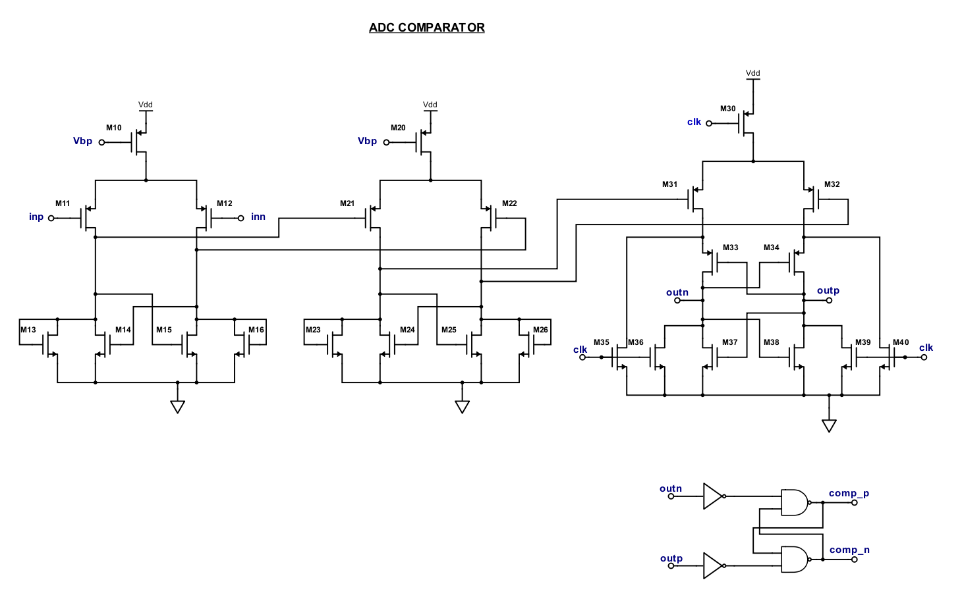 ADC COMPARATOR
Vdd
Vdd
Vdd
M10
M20
M30
Vbp
Vbp
clk
M11
M12
M21
M22
M31
M32
inp
inn
M33
M34
outn
outp
M13
M14
M15
M16
M23
M24
M25
M26
M35
M36
M37
M38
M39
M40
clk
clk
outn
comp_p
outp
comp_n